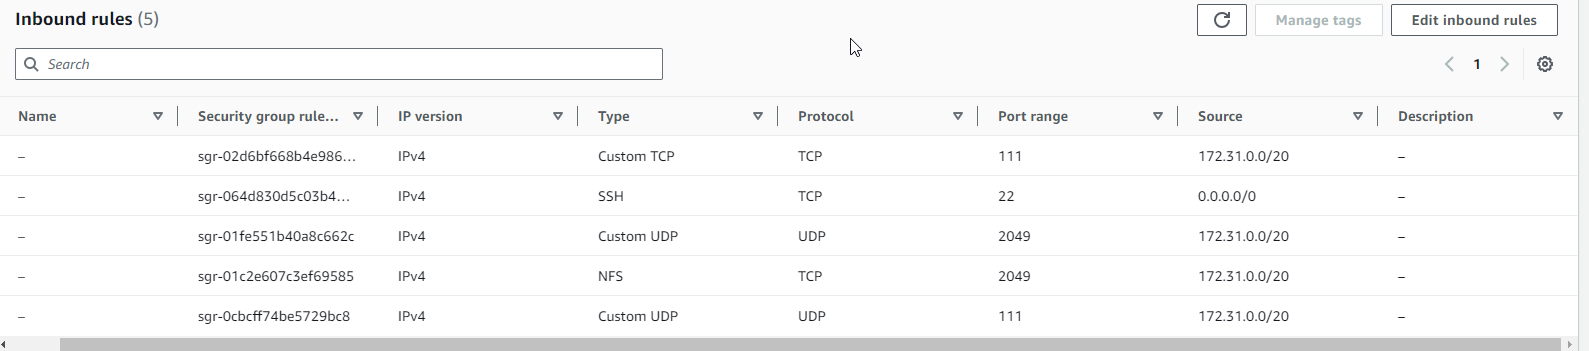 Inbound rules (5)
Manage tags
Edit inbound rules
Search
1
Name Security group rule... IP version Type Protocol Port range Source Description
– sgr-02d6bf668b4e986... IPv4 Custom TCP TCP 111 172.31.0.0/20 –
– sgr-064d830d5c03b4... IPv4 SSH TCP 22 0.0.0.0/0 –
– sgr-01fe551b40a8c662c IPv4 Custom UDP UDP 2049 172.31.0.0/20 –
– sgr-01c2e607c3ef69585 IPv4 NFS TCP 2049 172.31.0.0/20 –
– sgr-0cbcff74be5729bc8 IPv4 Custom UDP UDP 111 172.31.0.0/20 –